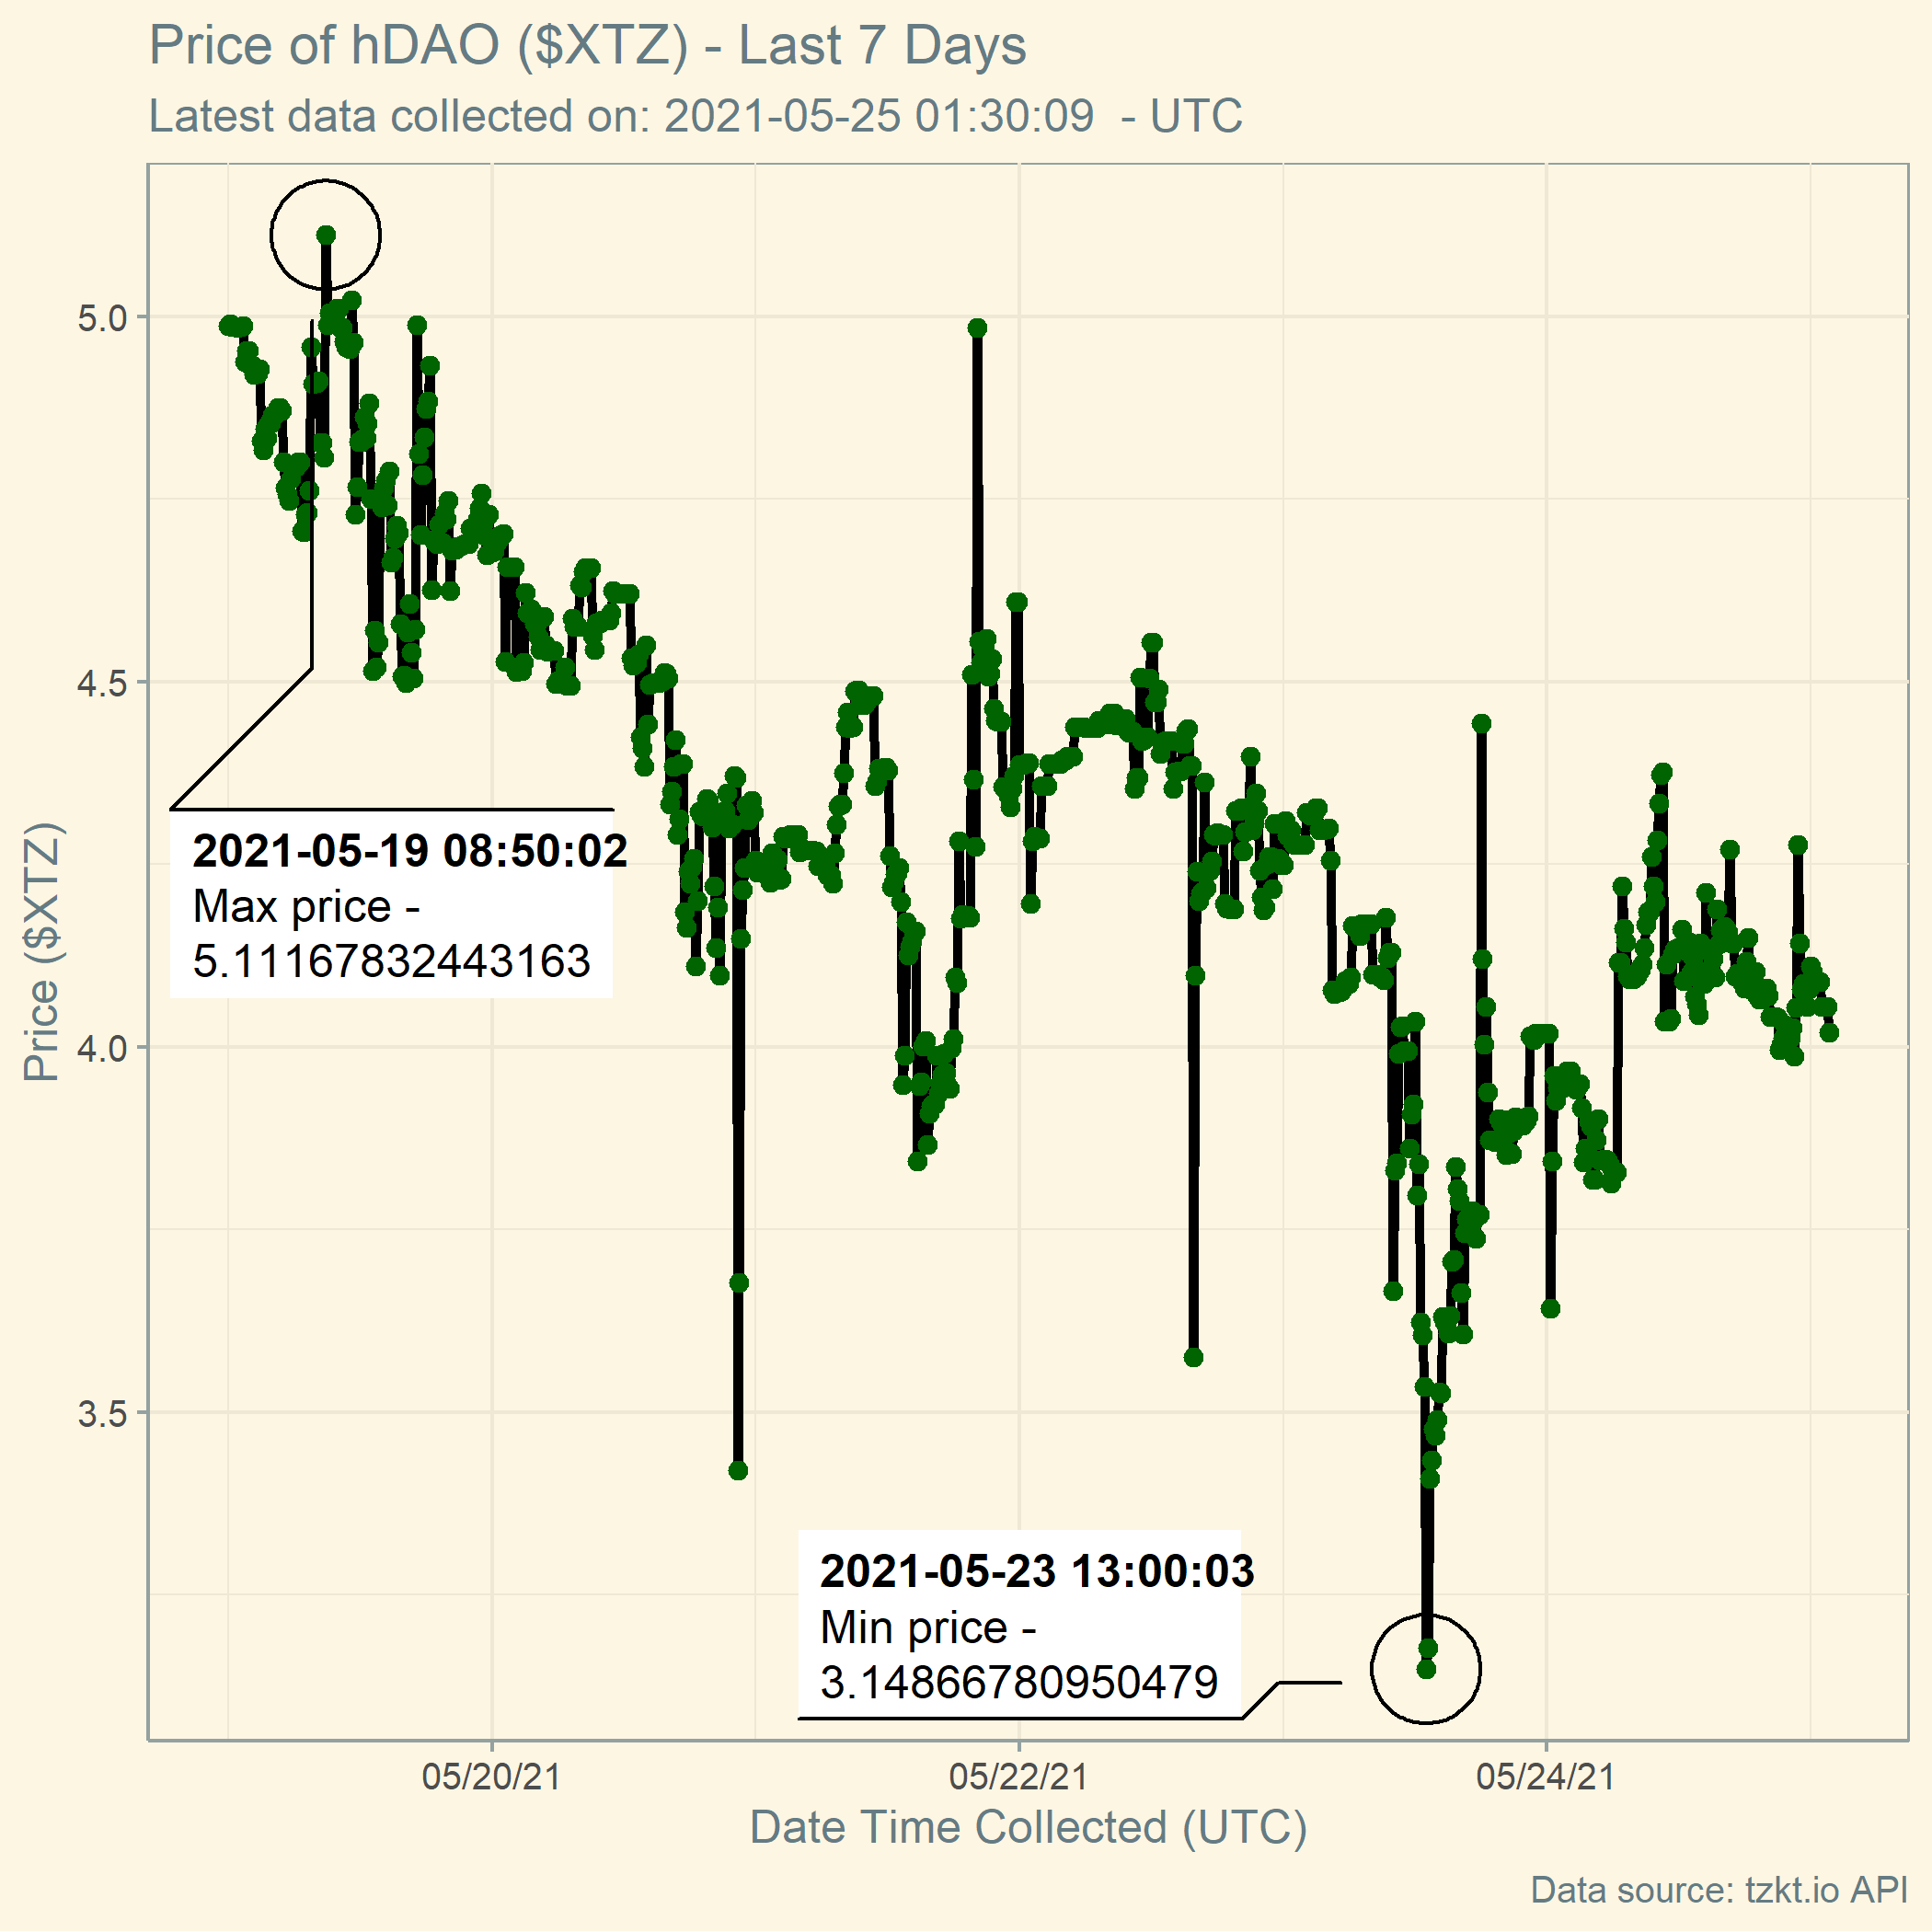 Price of hDAO ($XTZ) - Last 7 Days
Latest data collected on: 2021-05-25 01:30:09  - UTC
Price ($XTZ)
5.0
4.5
4.0
3.5
2021-05-19 08:50:02
Max price -
5.11167832443163
2021-05-23 13:00:03
Min price -
3.14866780950479
05/20/21
05/22/21
05/24/21
Date Time Collected (UTC)
Data source: tzkt.io API